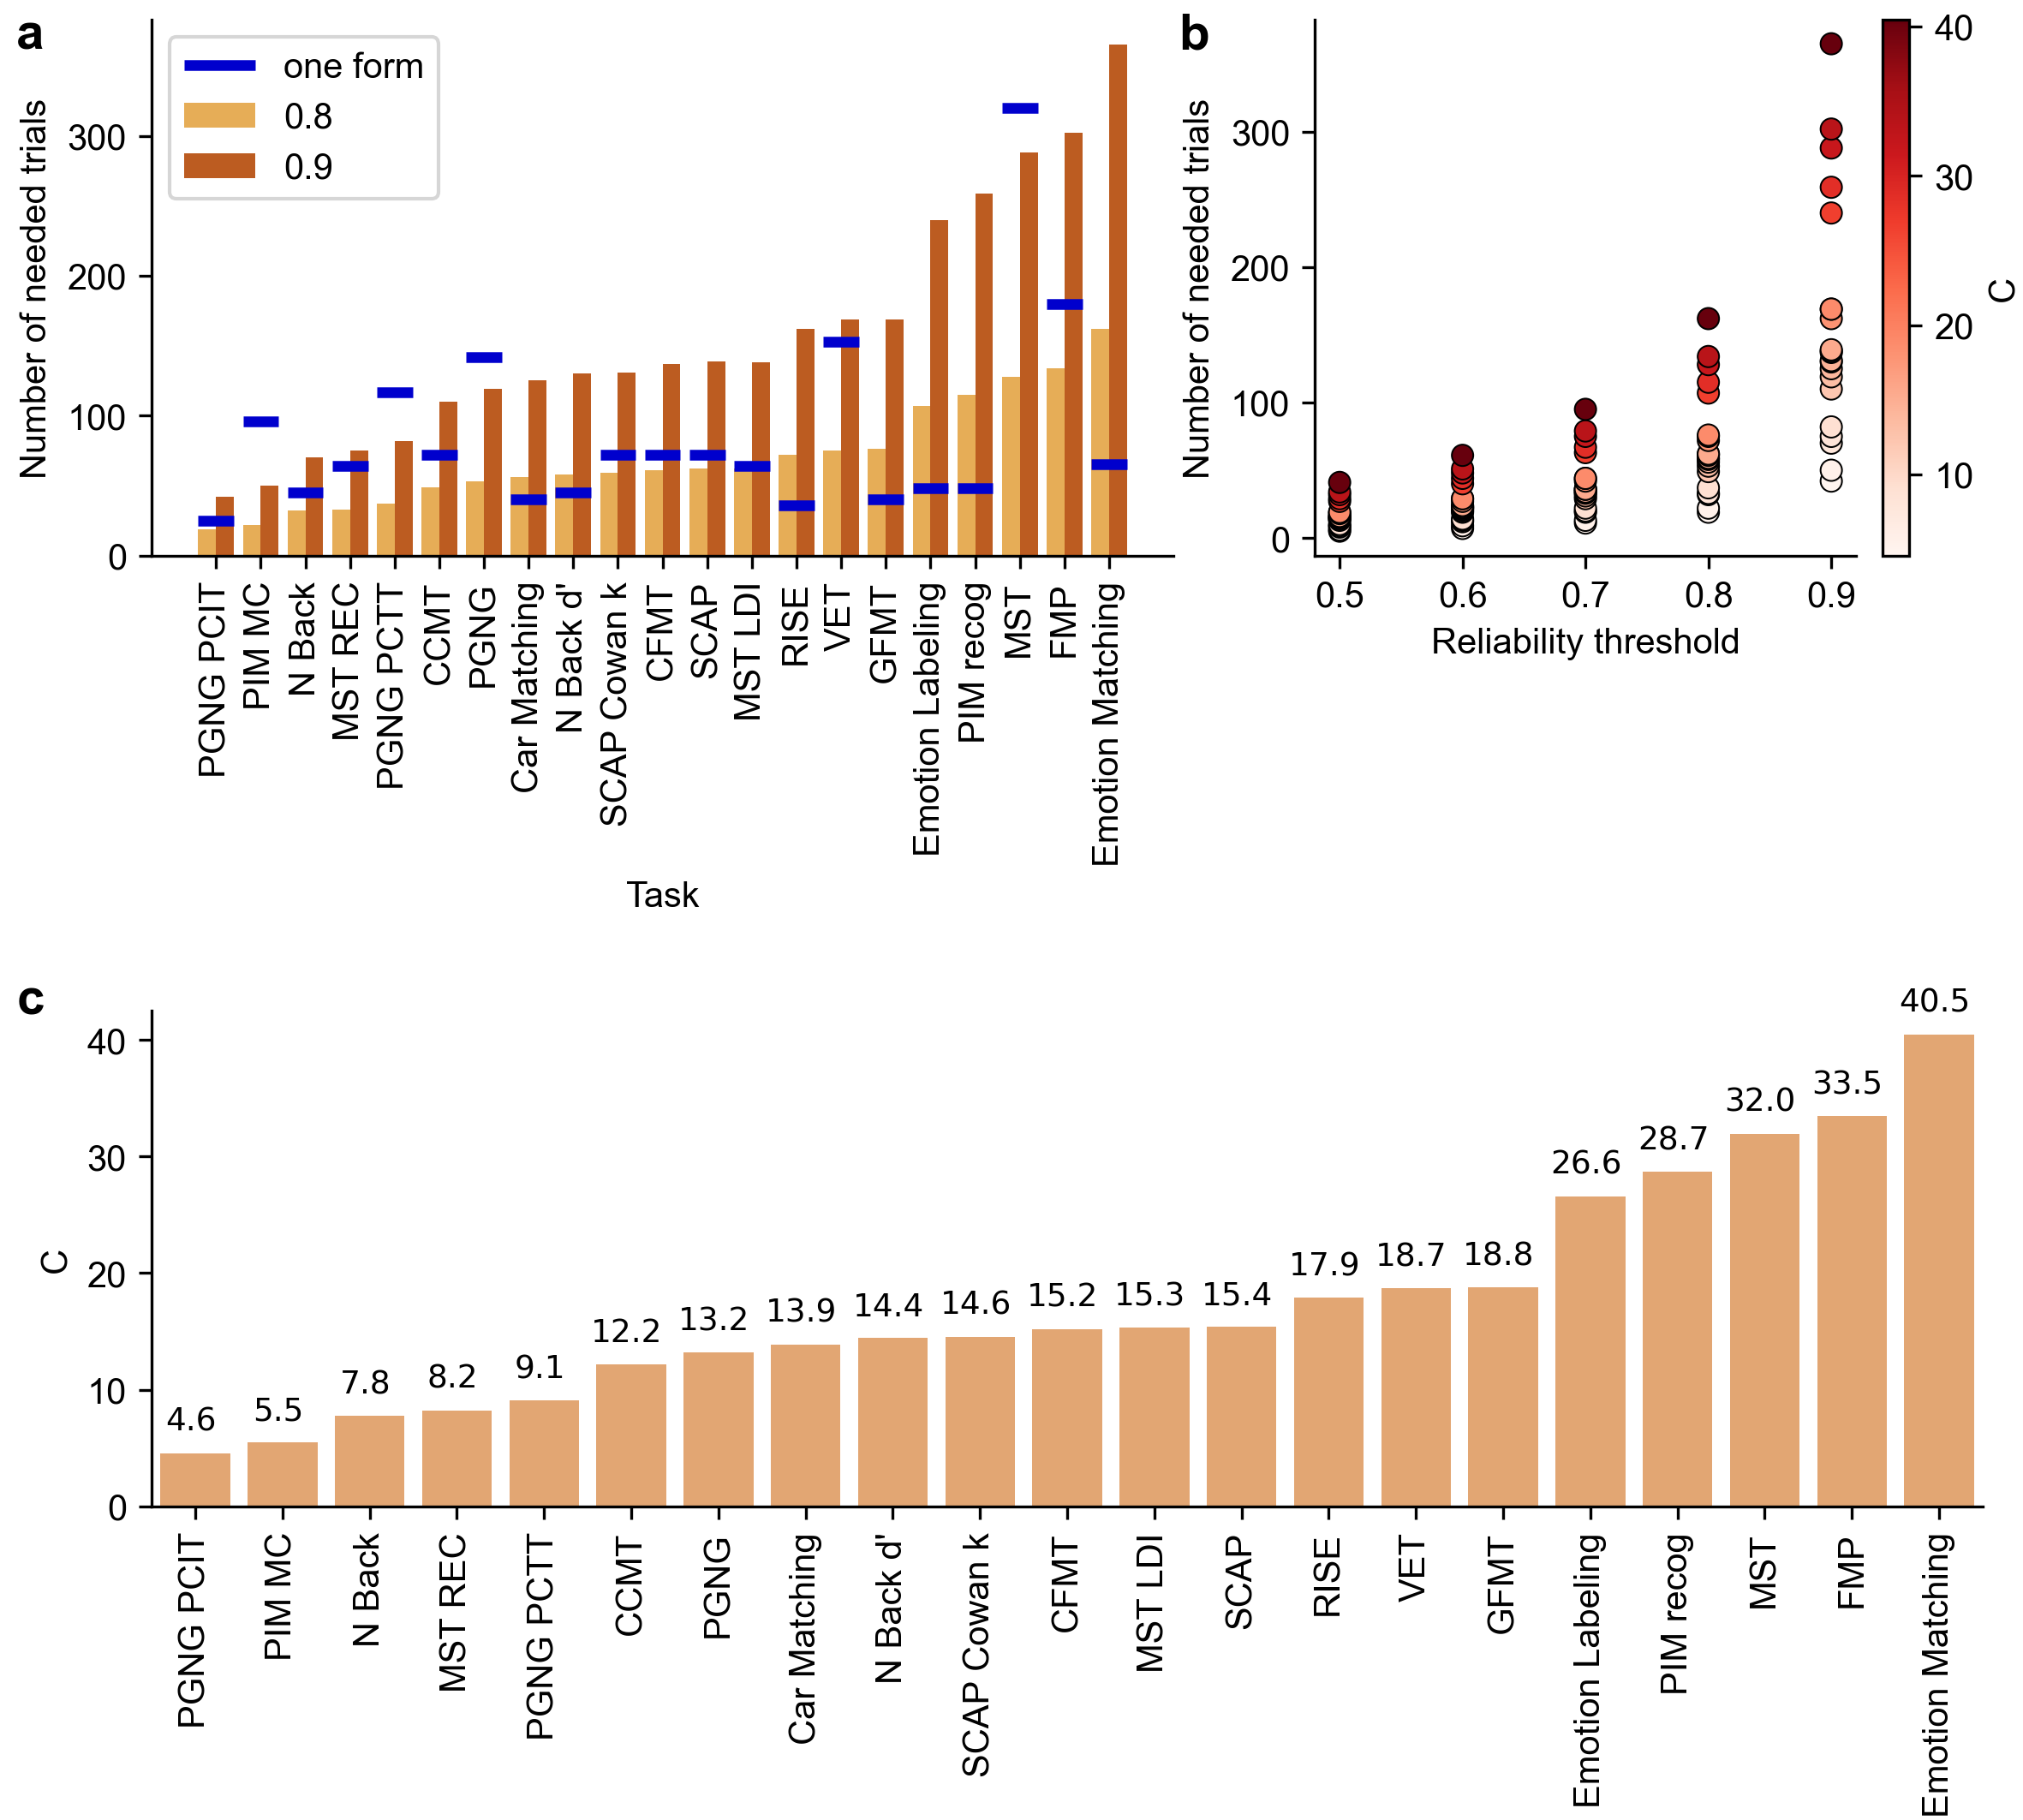 a
one form
0.8
0.9
Number of needed trials
300
200
100
0
PGNG PCIT
PIM MC
N Back
MST REC
PGNG PCTT
CCMT
PGNG
Car Matching
N Back d'
SCAP Cowan k
CFMT
SCAP
MST LDI
RISE
VET
GFMT
Emotion Labeling
PIM recog
MST
FMP
Emotion Matching
Task
b
Number of needed trials
300
200
100
0
0.5 0.6 0.7 0.8 0.9
Reliability threshold
40
30
20
10
C
c
C
40
30
20
10
0
4.6
5.5
7.8
8.2
9.1
12.2
13.2
13.9
14.4
14.6
15.2
15.3
15.4
17.9
18.7
18.8
26.6
28.7
32.0
33.5
40.5
PGNG PCIT
PIM MC
N Back
MST REC
PGNG PCTT
CCMT
PGNG
Car Matching
N Back d'
SCAP Cowan k
CFMT
MST LDI
SCAP
RISE
VET
GFMT
Emotion Labeling
PIM recog
MST
FMP
Emotion Matching